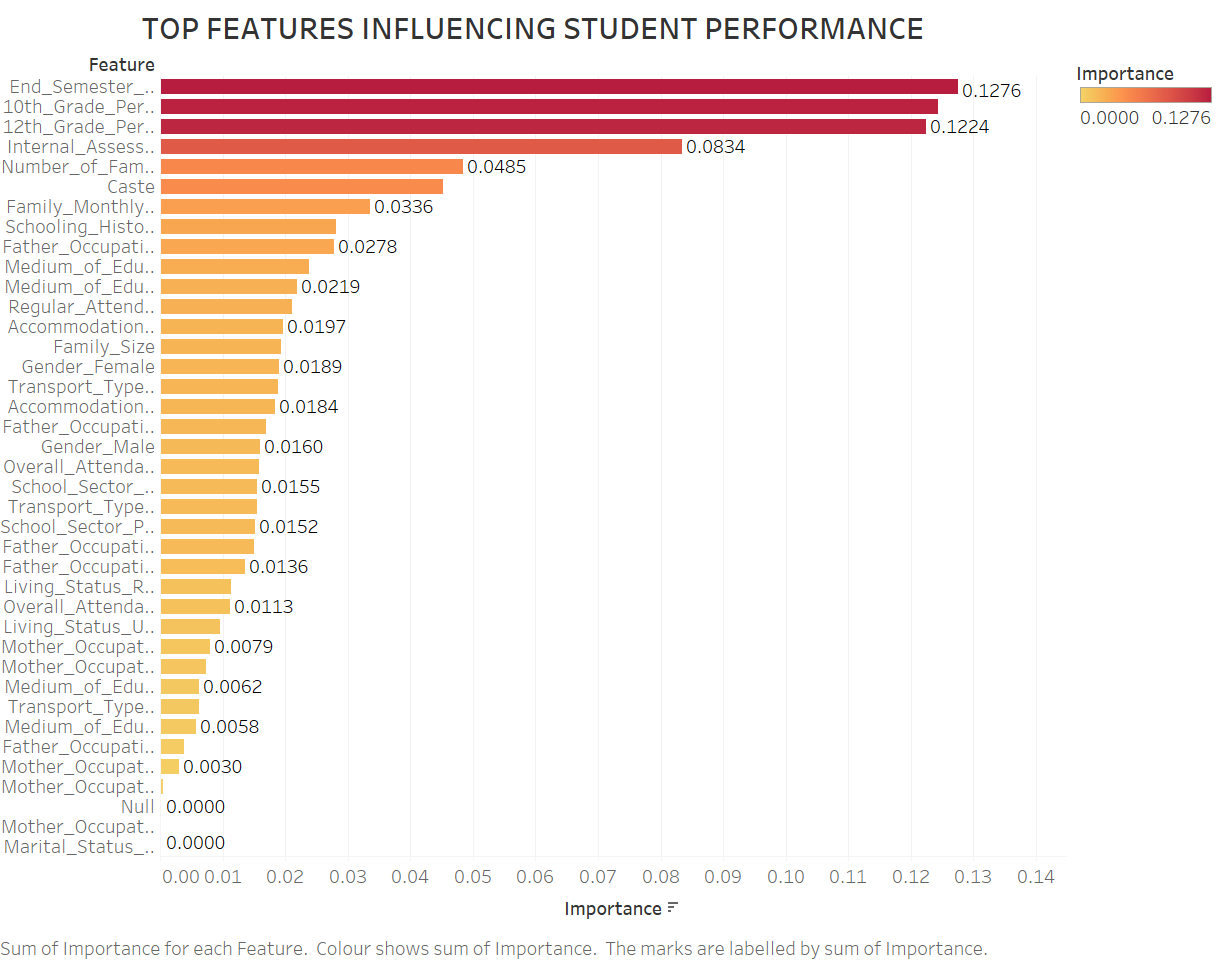 TOP FEATURES INFLUENCING STUDENT PERFORMANCE
Feature
Importance
0.0000 0.1276
End_Semester_.. 0.1276
10th_Grade_Per..
12th_Grade_Per.. 0.1224
Internal_Assess.. 0.0834
Number_of_Fam.. 0.0485
Caste
Family_Monthly.. 0.0336
Schooling_Histo..
Father_Occupati.. 0.0278
Medium_of_Edu..
Medium_of_Edu.. 0.0219
Regular_Attend..
Accommodation.. 0.0197
Family_Size
Gender_Female 0.0189
Transport_Type..
Accommodation.. 0.0184
Father_Occupati..
Gender_Male 0.0160
Overall_Attenda..
School_Sector_.. 0.0155
Transport_Type..
School_Sector_P.. 0.0152
Father_Occupati..
Father_Occupati.. 0.0136
Living_Status_R..
Overall_Attenda.. 0.0113
Living_Status_U..
Mother_Occupat.. 0.0079
Mother_Occupat..
Medium_of_Edu.. 0.0062
Transport_Type..
Medium_of_Edu.. 0.0058
Father_Occupati..
Mother_Occupat.. 0.0030
Mother_Occupat..
Null 0.0000
Mother_Occupat..
Marital_Status_.. 0.0000
0.00 0.01 0.02 0.03 0.04 0.05 0.06 0.07 0.08 0.09 0.10 0.11 0.12 0.13 0.14
Importance
Sum of Importance for each Feature. Colour shows sum of Importance. The marks are labelled by sum of Importance.